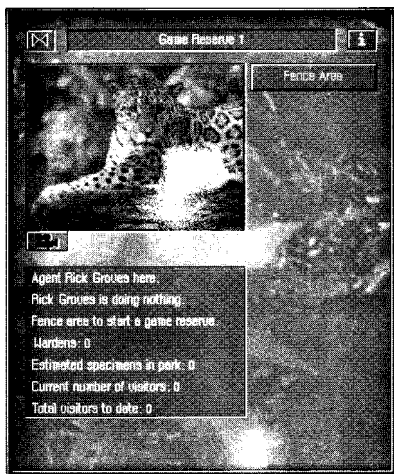 Game Reserve 1
i
Fence Area
Agent Rick Groves here.
Rick Groves is doing nothing.
Fence area to start a game reserve.
Wardens: 0
Estimated specimens in park: 0
Current number of visitors: 0
Total visitors to date: 0